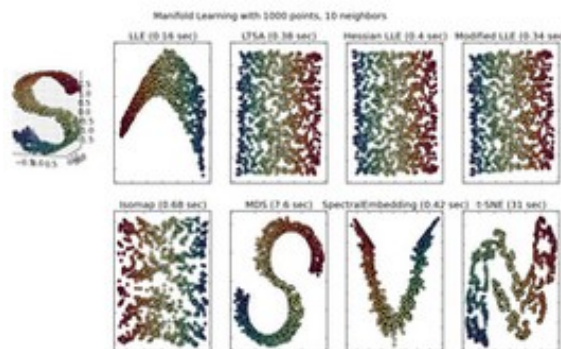 Manifold Learning with 1000 points, 10 neighbors
LLE (0.16 sec)
LTSA (0.38 sec)
Hessian LLE (0.4 sec)
Modified LLE (0.34 sec)
Isomap (0.68 sec)
MDS (7.6 sec)
SpectralEmbedding (0.42 sec)
t-SNE (31 sec)